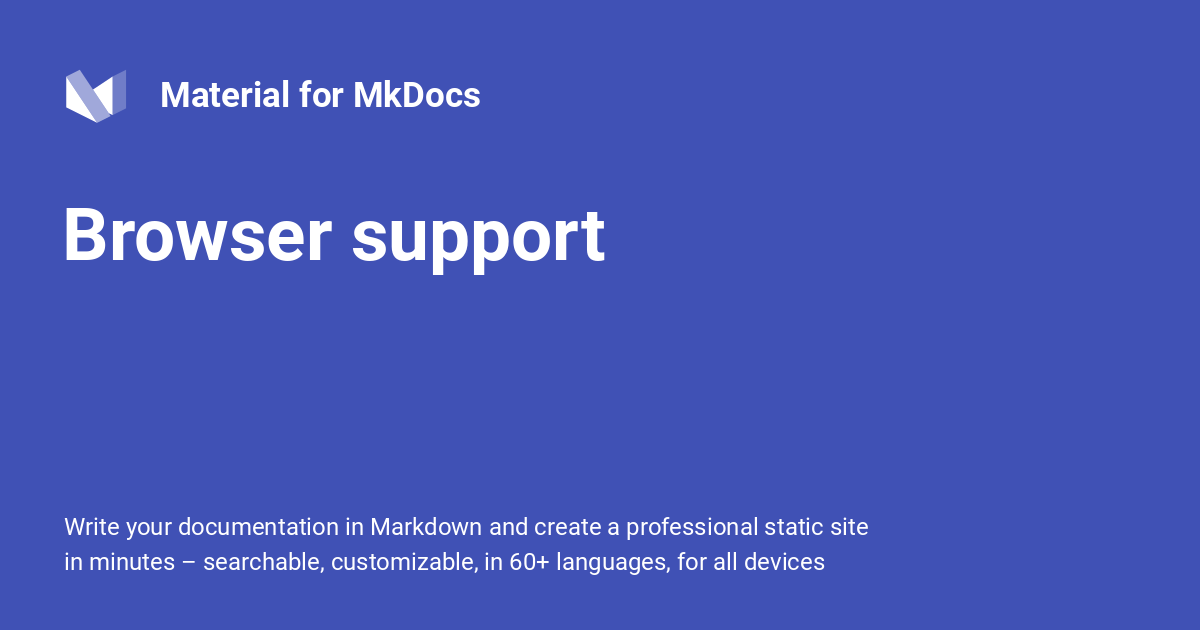 Material for MkDocs
Browser support
Write your documentation in Markdown and create a professional static site
in minutes – searchable, customizable, in 60+ languages, for all devices